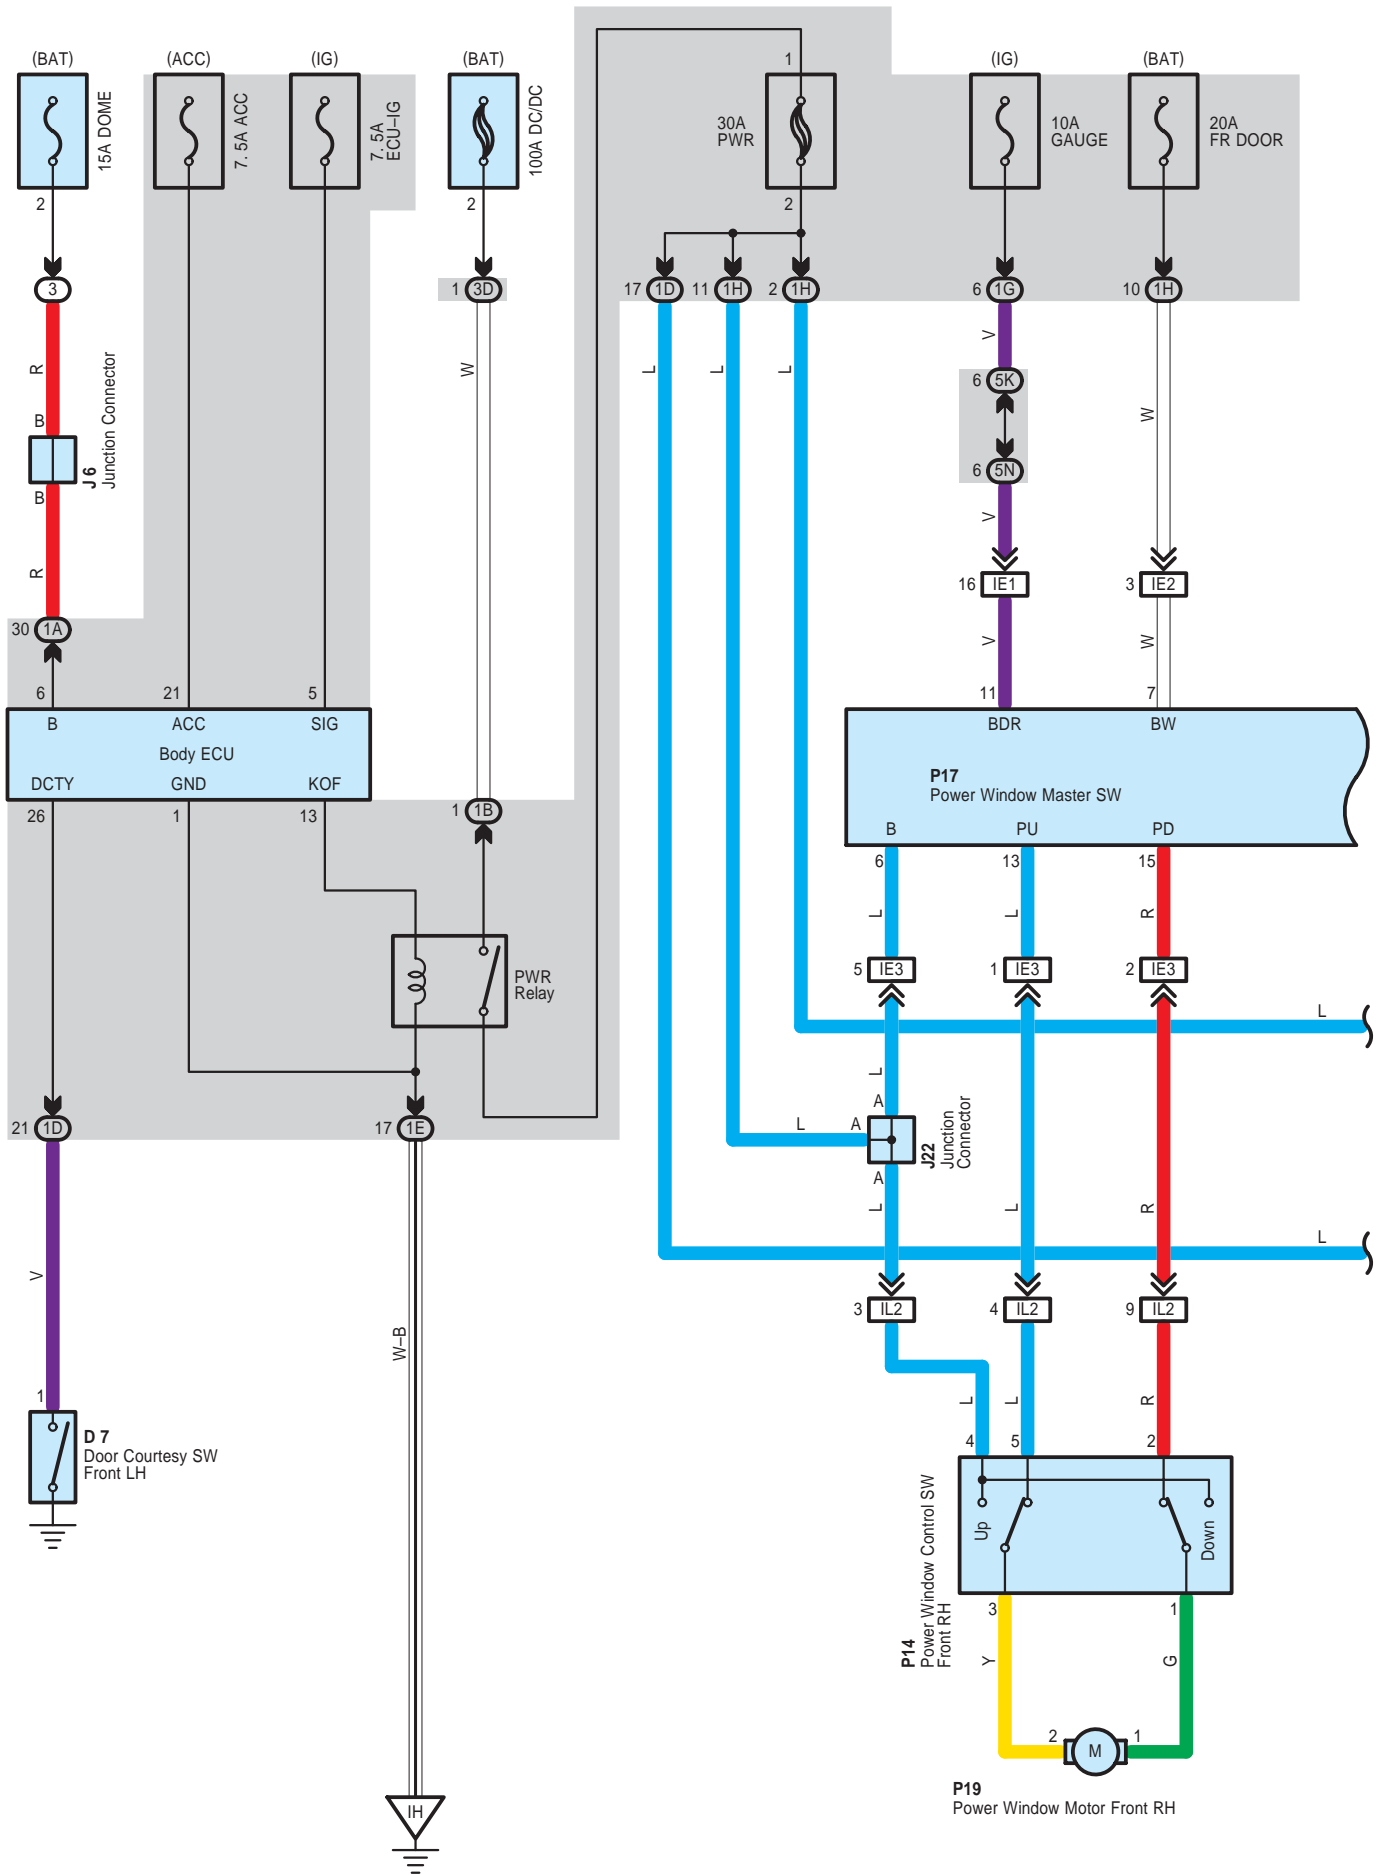 (BAT)
(ACC)
(IG)
(BAT)
1
(IG)
(BAT)
15A DOME
7. 5A ACC
7. 5A
ECU–IG
100A DC/DC
30A
PWR
10A
GAUGE
20A
FR DOOR
2
2
2
3
1 3D
17 1D
11 1H
2 1H
6 1G
10 1H
R
W
L
L
L
V
W
6 5K
B
J 6
Junction Connector
B
6 5N
R
V
16 IE1
3 IE2
30 1A
V
W
6
21
5
11
7
B
ACC
SIG
Body ECU
DCTY
GND
KOF
BDR
BW
P17
Power Window Master SW
B
PU
PD
26
1
13
1 1B
6
13
15
L
L
R
PWR
Relay
5 IE3
1 IE3
2 IE3
L
L
A
21 1D
17 1E
L
A
J22
Junction
Connector
A
L
L
R
L
V
3 IL2
4 IL2
9 IL2
W–B
1
L
L
R
D 7
Door Courtesy SW
Front LH
4
5
2
Up
Down
P14
Power Window Control SW
Front RH
3
1
Y
G
2
M
1
P19
Power Window Motor Front RH
IH